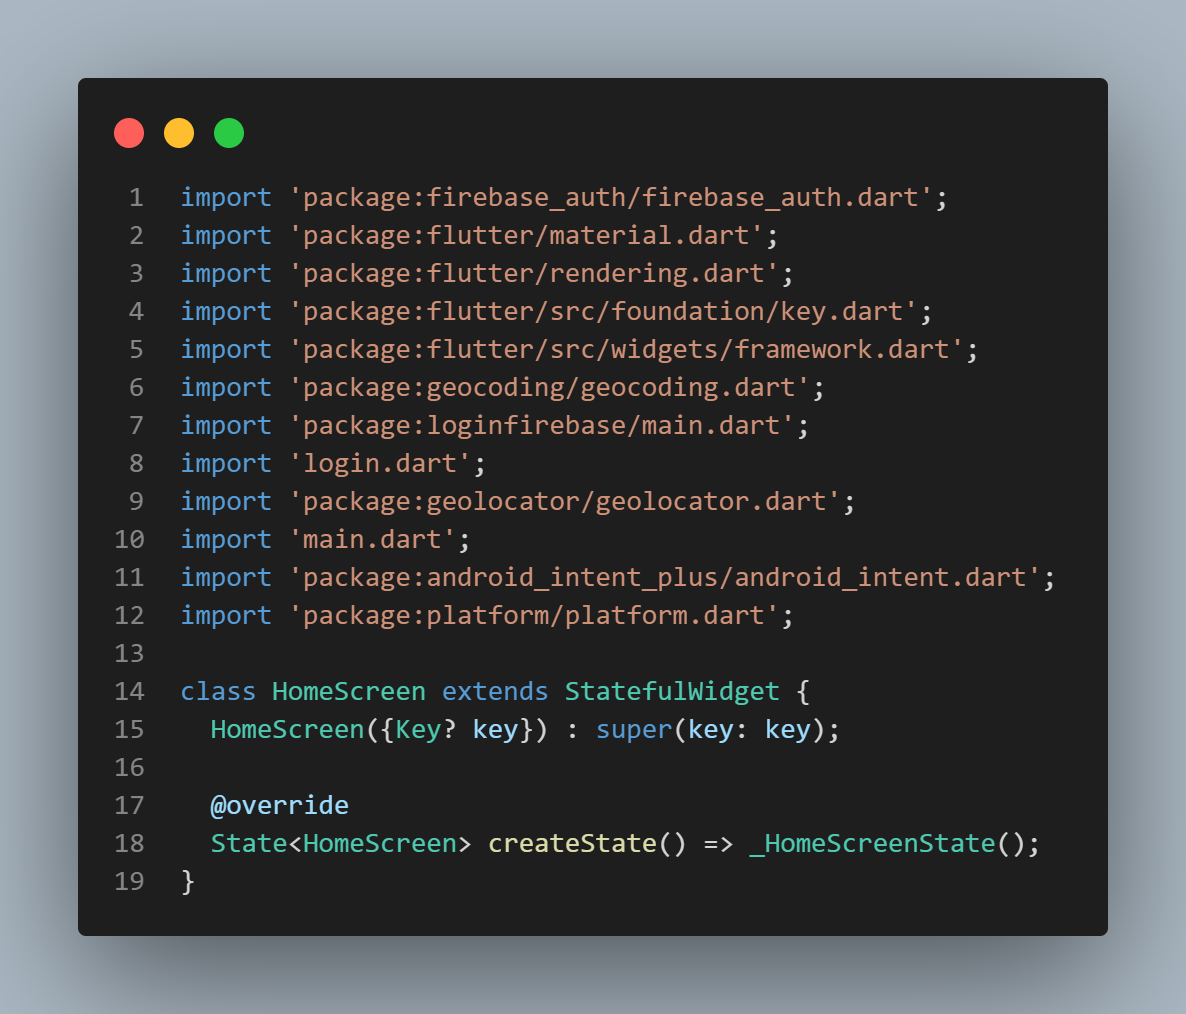 1 import 'package:firebase_auth/firebase_auth.dart';
2 import 'package:flutter/material.dart';
3 import 'package:flutter/rendering.dart';
4 import 'package:flutter/src/foundation/key.dart';
5 import 'package:flutter/src/widgets/framework.dart';
6 import 'package:geocoding/geocoding.dart';
7 import 'package:loginfirebase/main.dart';
8 import 'login.dart';
9 import 'package:geolocator/geolocator.dart';
10 import 'main.dart';
11 import 'package:android_intent_plus/android_intent.dart';
12 import 'package:platform/platform.dart';
13
14 class HomeScreen extends StatefulWidget {
15   HomeScreen({Key? key}) : super(key: key);
16
17   @override
18   State<HomeScreen> createState() => _HomeScreenState();
19 }